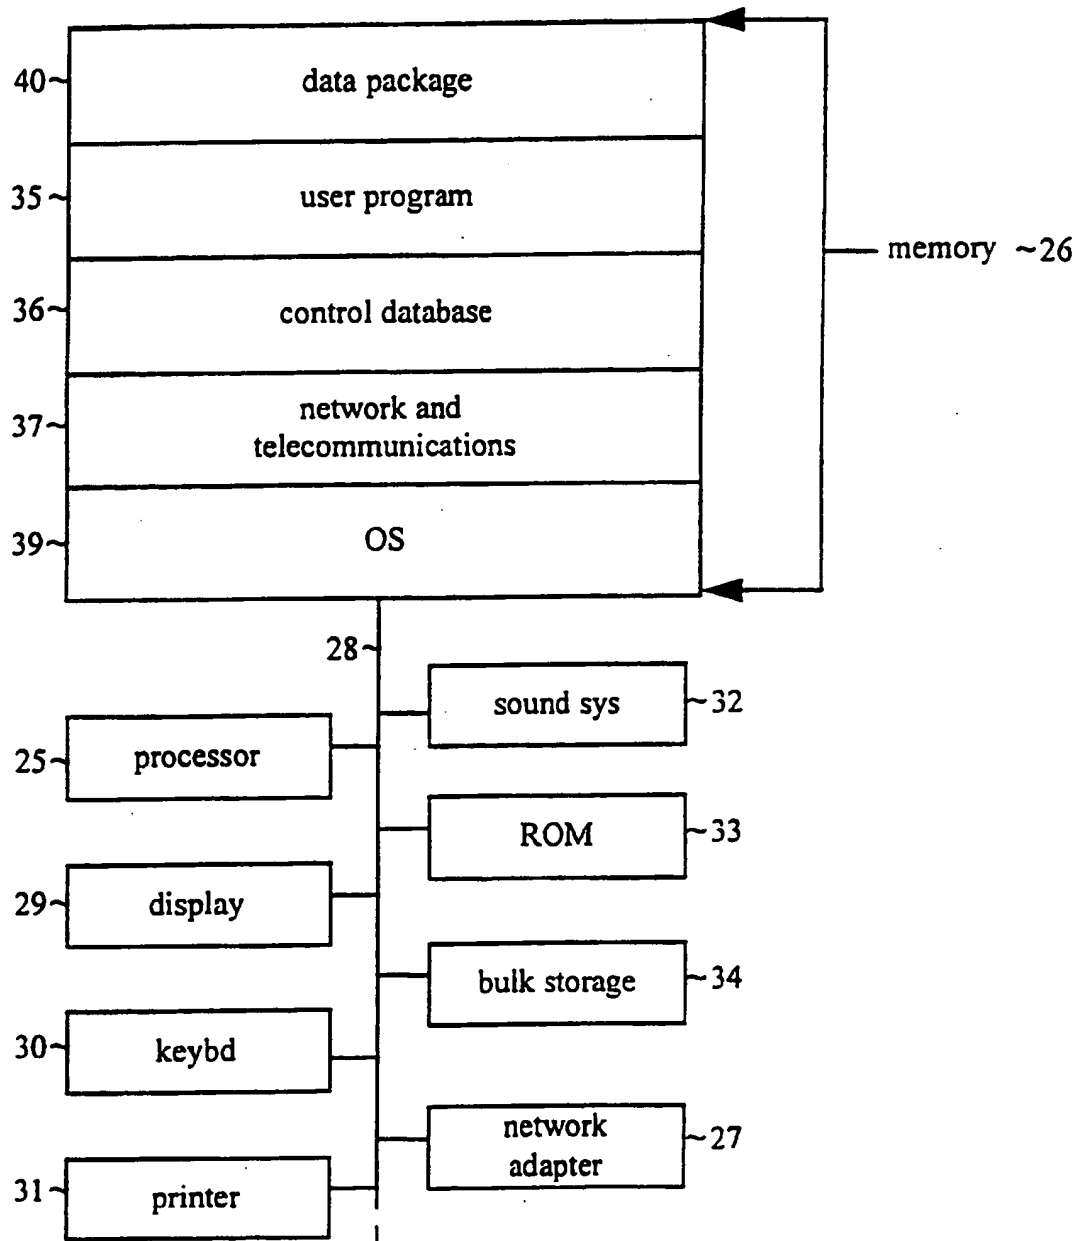 40~ data package
35~ user program
memory ~26
36~ control database
37~ network and
telecommunications
39~ OS
28~
sound sys ~32
25~ processor
ROM ~33
29~ display
bulk storage ~34
30~ keybd
network
adapter ~27
31~ printer